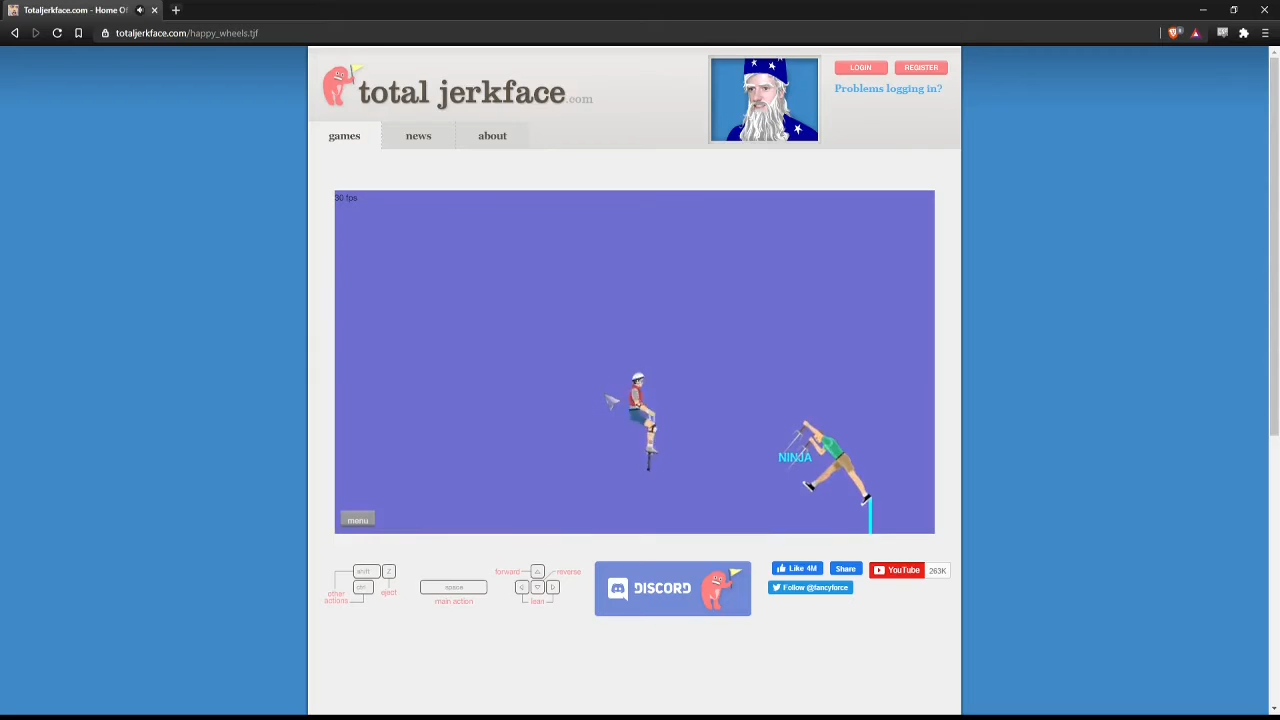 Totaljerkface.com - Home Of
totaljerkface.com/happy_wheels.tjf
total jerkface.com
LOGIN
REGISTER
Problems logging in?
games
news
about
30 fps
NINJA
menu
shift
Z
ctrl
other
actions
eject
space
main action
forward
reverse
lean
DISCORD
Like 4M
Share
YouTube
263K
Follow @fancyforce